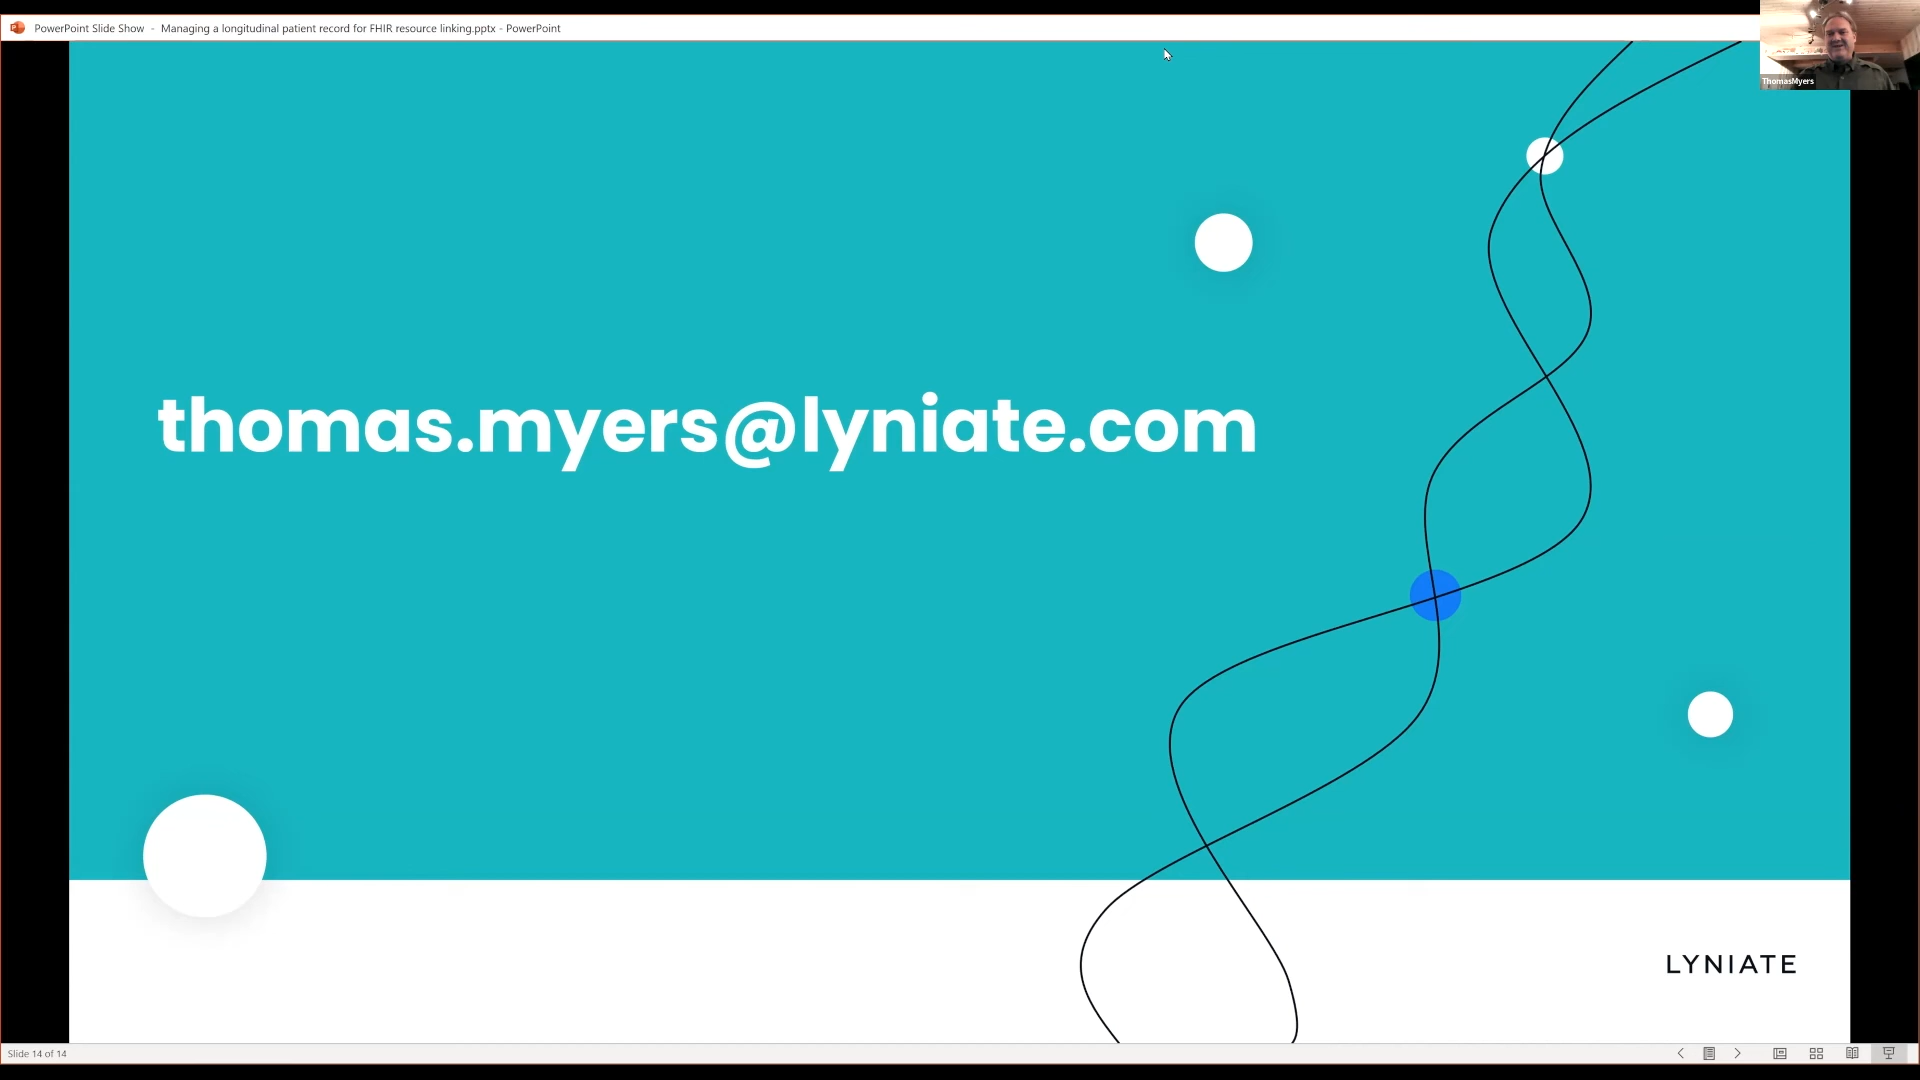 PowerPoint Slide Show - Managing a longitudinal patient record for FHIR resource linking.pptx - PowerPoint
ThomasMyers
thomas.myers@lyniate.com
LYNIATE
Slide 14 of 14